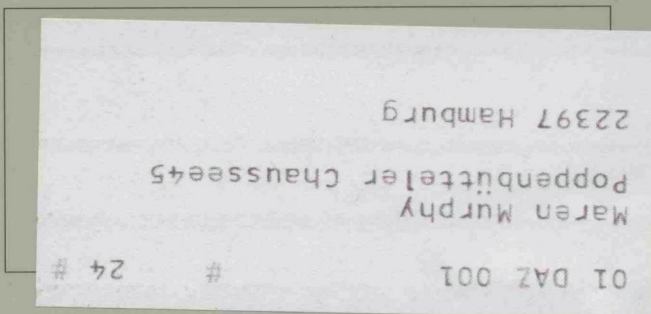 01 DAZ 001 # 24 #
Maren Murphy
Poppenbütteler Chaussee45
22397 Hamburg